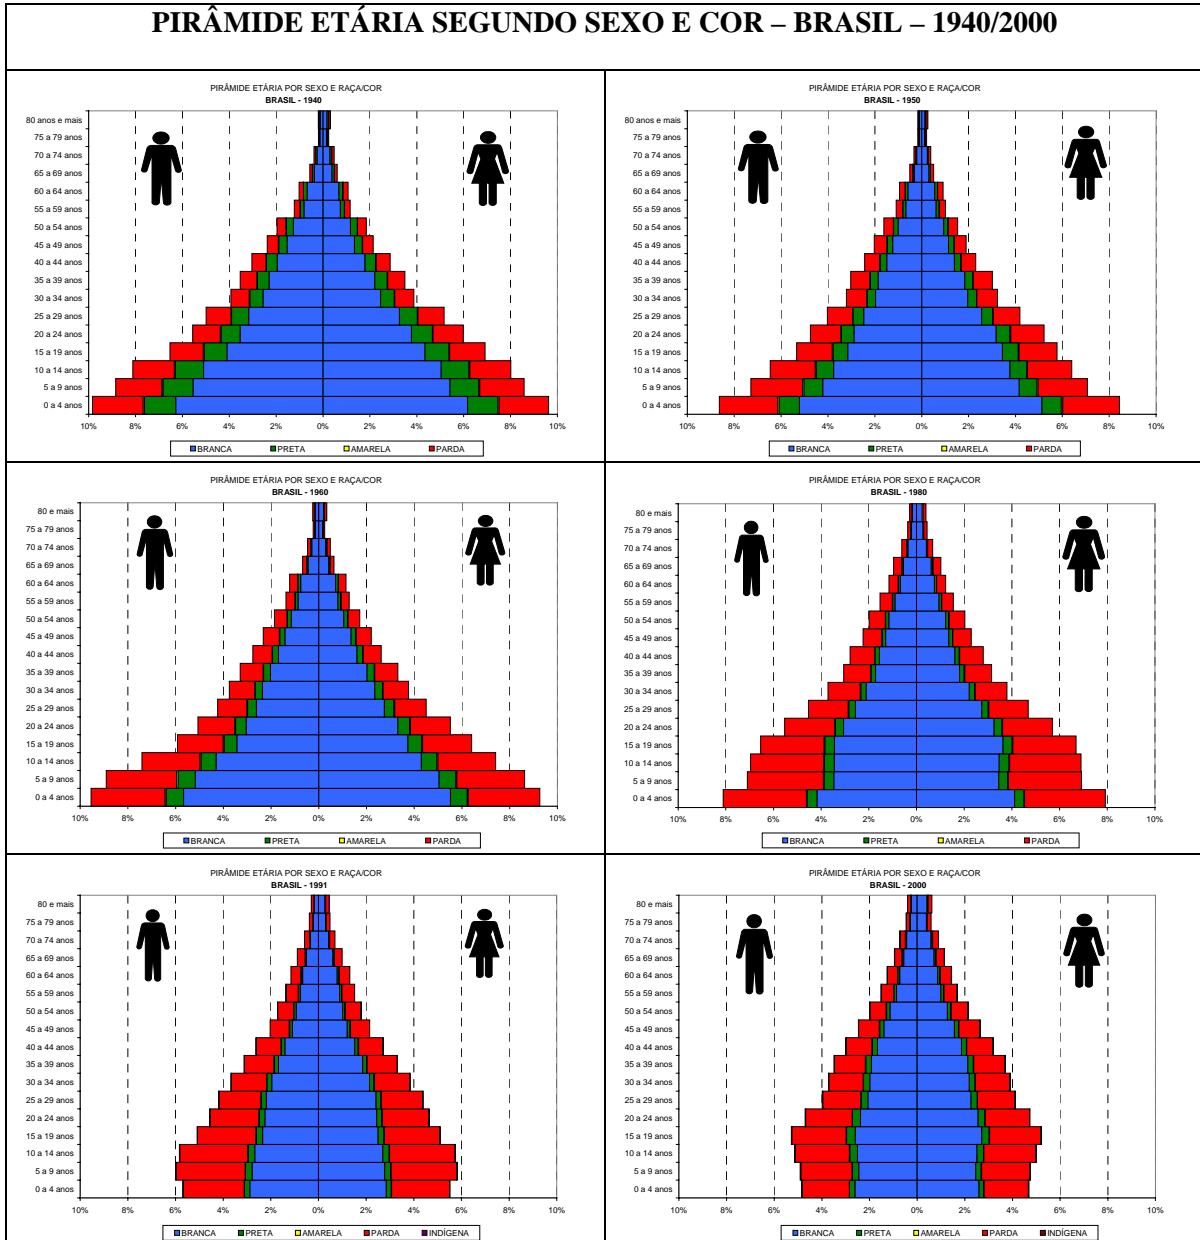 PIRÂMIDE ETÁRIA SEGUNDO SEXO E COR – BRASIL – 1940/2000
PIRÂMIDE ETÁRIA POR SEXO E RAÇA/COR
BRASIL - 1940
80 anos e mais
75 a 79 anos
70 a 74 anos
65 a 69 anos
60 a 64 anos
55 a 59 anos
50 a 54 anos
45 a 49 anos
40 a 44 anos
35 a 39 anos
30 a 34 anos
25 a 29 anos
20 a 24 anos
15 a 19 anos
10 a 14 anos
5 a 9 anos
0 a 4 anos
10% 8% 6% 4% 2% 0% 2% 4% 6% 8% 10%
BRANCA PRETA AMARELA PARDA
PIRÂMIDE ETÁRIA POR SEXO E RAÇA/COR
BRASIL - 1950
80 anos e mais
75 a 79 anos
70 a 74 anos
65 a 69 anos
60 a 64 anos
55 a 59 anos
50 a 54 anos
45 a 49 anos
40 a 44 anos
35 a 39 anos
30 a 34 anos
25 a 29 anos
20 a 24 anos
15 a 19 anos
10 a 14 anos
5 a 9 anos
0 a 4 anos
10% 8% 6% 4% 2% 0% 2% 4% 6% 8% 10%
BRANCA PRETA AMARELA PARDA
PIRÂMIDE ETÁRIA POR SEXO E RAÇA/COR
BRASIL - 1960
80 e mais
75 a 79 anos
70 a 74 anos
65 a 69 anos
60 a 64 anos
55 a 59 anos
50 a 54 anos
45 a 49 anos
40 a 44 anos
35 a 39 anos
30 a 34 anos
25 a 29 anos
20 a 24 anos
15 a 19 anos
10 a 14 anos
5 a 9 anos
0 a 4 anos
10% 8% 6% 4% 2% 0% 2% 4% 6% 8% 10%
BRANCA PRETA AMARELA PARDA
PIRÂMIDE ETÁRIA POR SEXO E RAÇA/COR
BRASIL - 1980
80 e mais
75 a 79 anos
70 a 74 anos
65 a 69 anos
60 a 64 anos
55 a 59 anos
50 a 54 anos
45 a 49 anos
40 a 44 anos
35 a 39 anos
30 a 34 anos
25 a 29 anos
20 a 24 anos
15 a 19 anos
10 a 14 anos
5 a 9 anos
0 a 4 anos
10% 8% 6% 4% 2% 0% 2% 4% 6% 8% 10%
BRANCA PRETA AMARELA PARDA
PIRÂMIDE ETÁRIA POR SEXO E RAÇA/COR
BRASIL - 1991
80 e mais
75 a 79 anos
70 a 74 anos
65 a 69 anos
60 a 64 anos
55 a 59 anos
50 a 54 anos
45 a 49 anos
40 a 44 anos
35 a 39 anos
30 a 34 anos
25 a 29 anos
20 a 24 anos
15 a 19 anos
10 a 14 anos
5 a 9 anos
0 a 4 anos
10% 8% 6% 4% 2% 0% 2% 4% 6% 8% 10%
BRANCA PRETA AMARELA PARDA INDÍGENA
PIRÂMIDE ETÁRIA POR SEXO E RAÇA/COR
BRASIL - 2000
80 e mais
75 a 79 anos
70 a 74 anos
65 a 69 anos
60 a 64 anos
55 a 59 anos
50 a 54 anos
45 a 49 anos
40 a 44 anos
35 a 39 anos
30 a 34 anos
25 a 29 anos
20 a 24 anos
15 a 19 anos
10 a 14 anos
5 a 9 anos
0 a 4 anos
10% 8% 6% 4% 2% 0% 2% 4% 6% 8% 10%
BRANCA PRETA AMARELA PARDA INDÍGENA